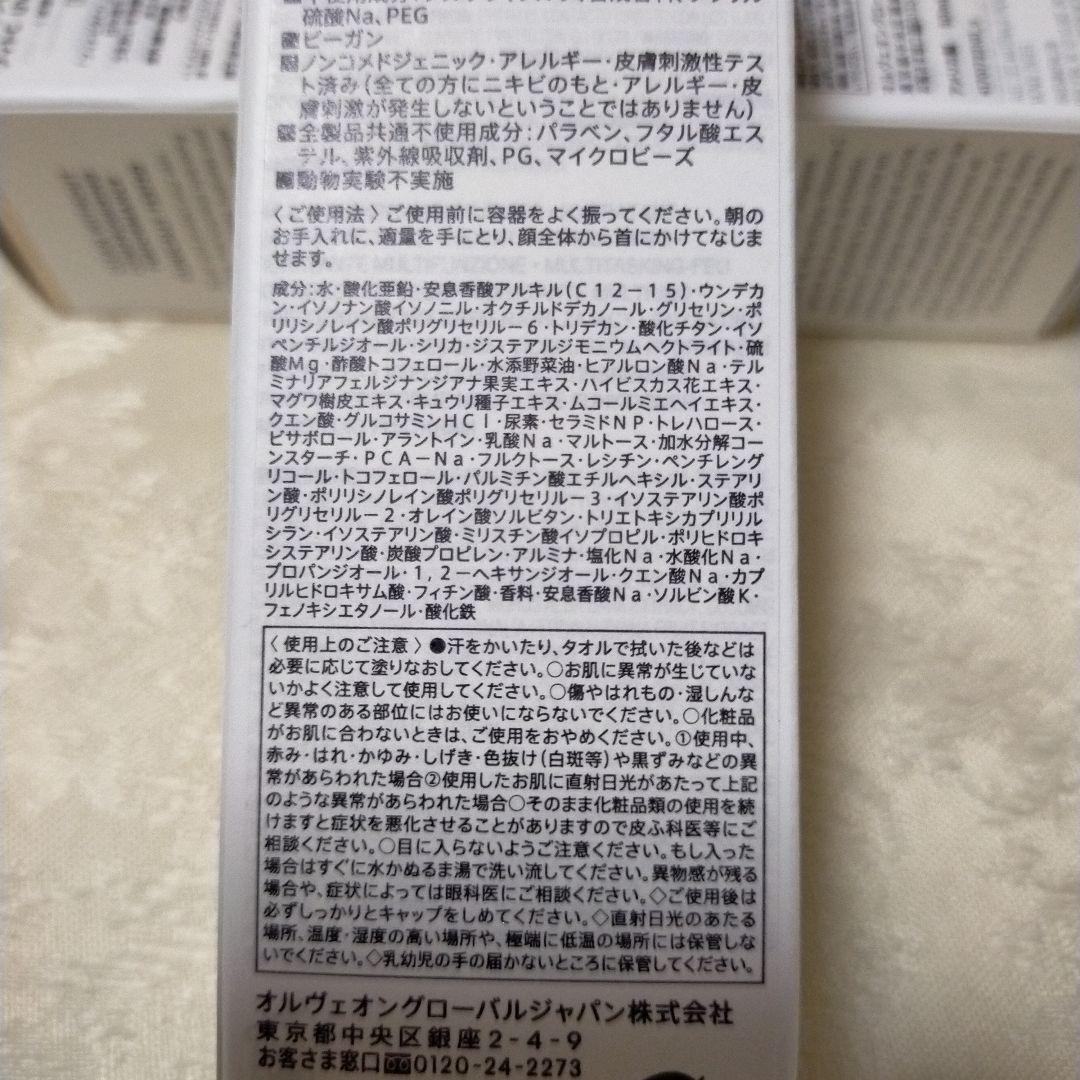 硫酸Na、PEG
ビーガン
ノンコメドジェニック・アレルギー・皮膚刺激性テス
ト済み(全ての方にニキビのもと・アレルギー・皮
膚刺激が発生しないということではありません)
全製品共通不使用成分:パラベン、フタル酸エス
テル、紫外線吸収剤、PG、マイクロビーズ
動物実験不実施
〈ご使用法〉ご使用前に容器をよく振ってください。朝の
お手入れに、適量を手にとり、顔全体から首にかけてなじま
せます。
成分:水・酸化亜鉛・安息香酸アルキル(C12-15)・ウンデカ
ン・イソノナン酸イソノニル・オクチルドデカノール・グリセリン・ポ
リリシノレイン酸ポリグリセリル-6・トリデカン・酸化チタン・イソ
ペンチルジオール・シリカ・ジステアルジモニウムヘクトライト・硫
酸Mg・酢酸トコフェロール・水添野菜油・ヒアルロン酸Na・テル
ミナリアフェルジナンジアナ果実エキス・ハイビスカス花エキス・
マグワ樹皮エキス・キュウリ種子エキス・ムコールミエヘイエキス・
クエン酸・グルコサミンHCl・尿素・セラミドNP・トレハロース・
ビサボロール・アラントイン・乳酸Na・マルトース・加水分解コー
ンスターチ・PCA-Na・フルクトース・レシチン・ペンチレング
リコール・トコフェロール・パルミチン酸エチルヘキシル・ステアリ
ン酸・ポリリシノレイン酸ポリグリセリル-3・イソステアリン酸ポ
リグリセリル-2・オレイン酸ソルビタン・トリエトキシカプリリル
シラン・イソステアリン酸・ミリスチン酸イソプロピル・ポリヒドロキ
システアリン酸・炭酸プロピレン・アルミナ・塩化Na・水酸化Na・
プロパンジオール・1,2-ヘキサンジオール・クエン酸Na・カプ
リルヒドロキサム酸・フィチン酸・香料・安息香酸Na・ソルビン酸K・
フェノキシエタノール・酸化鉄
〈使用上のご注意〉●汗をかいたり、タオルで拭いた後などは
必要に応じて塗りなおしてください。○お肌に異常が生じていな
いかよく注意して使用してください。○傷やはれもの・湿しんな
ど異常のある部位にはお使いにならないでください。○化粧品
がお肌に合わないときは、ご使用をおやめください。①使用中、
赤み・はれ・かゆみ・しげき・色抜け(白斑等)や黒ずみなどの異
常があらわれた場合②使用したお肌に直射日光があたって上記
のような異常があらわれた場合○そのまま化粧品類の使用を続
けますと症状を悪化させることがありますので皮ふ科医等にご
相談ください。○目に入らないようご注意ください。もし入った
場合はすぐに水かぬるま湯で洗い流してください。異物感が残る
場合や、症状によっては眼科医にご相談ください。◇ご使用後は
必ずしっかりとキャップをしめてください。◇直射日光のあたる
場所、温度・湿度の高い場所や、極端に低温の場所には保管しな
いでください。◇乳幼児の手の届かないところに保管してください。
オルヴェオングローバルジャパン株式会社
東京都中央区銀座2-4-9
お客さま窓口 0120-24-2273